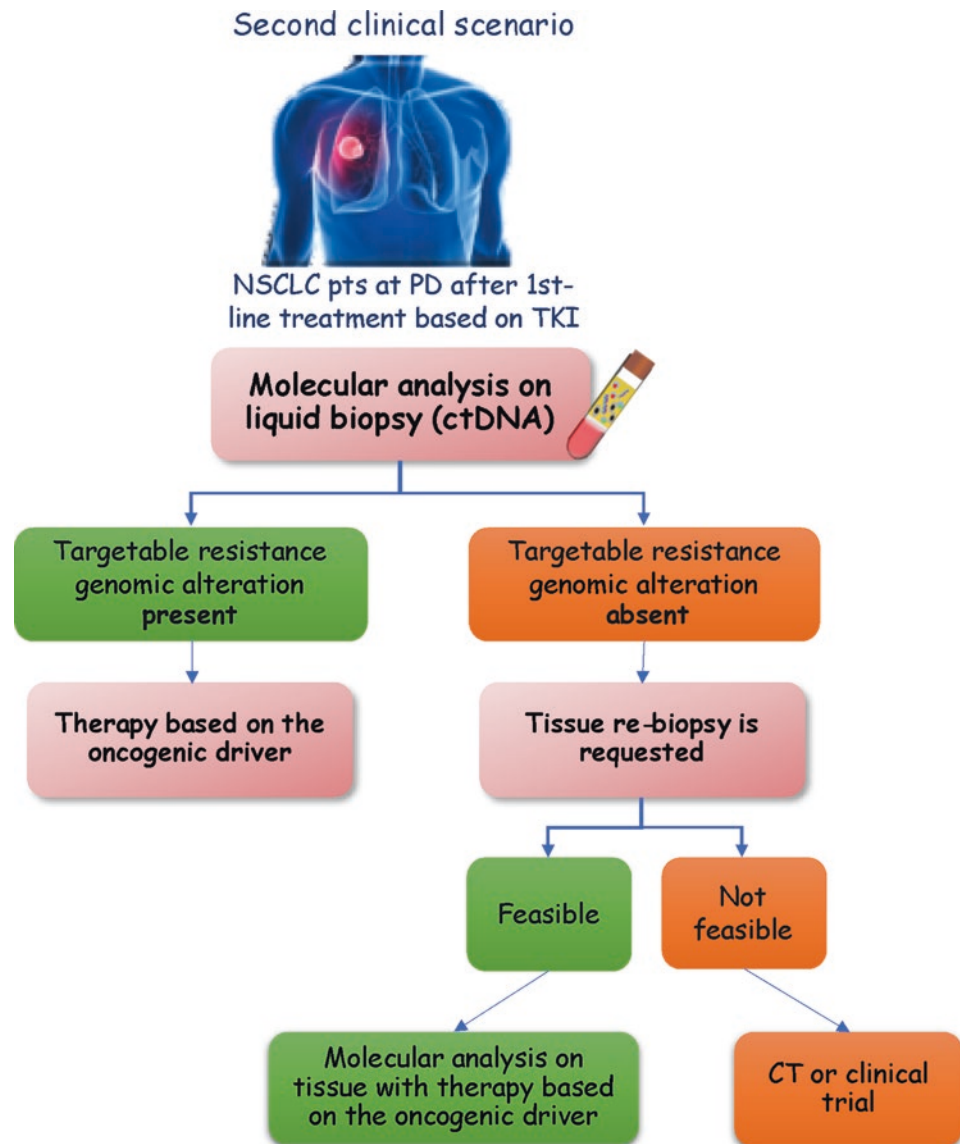 Second clinical scenario
NSCLC pts at PD after 1st-
line treatment based on TKI
Molecular analysis on
liquid biopsy (ctDNA)
Targetable resistance
genomic alteration
present
Targetable resistance
genomic alteration
absent
Therapy based on the
oncogenic driver
Tissue re-biopsy is
requested
Feasible
Not
feasible
Molecular analysis on
tissue with therapy based
on the oncogenic driver
CT or clinical
trial